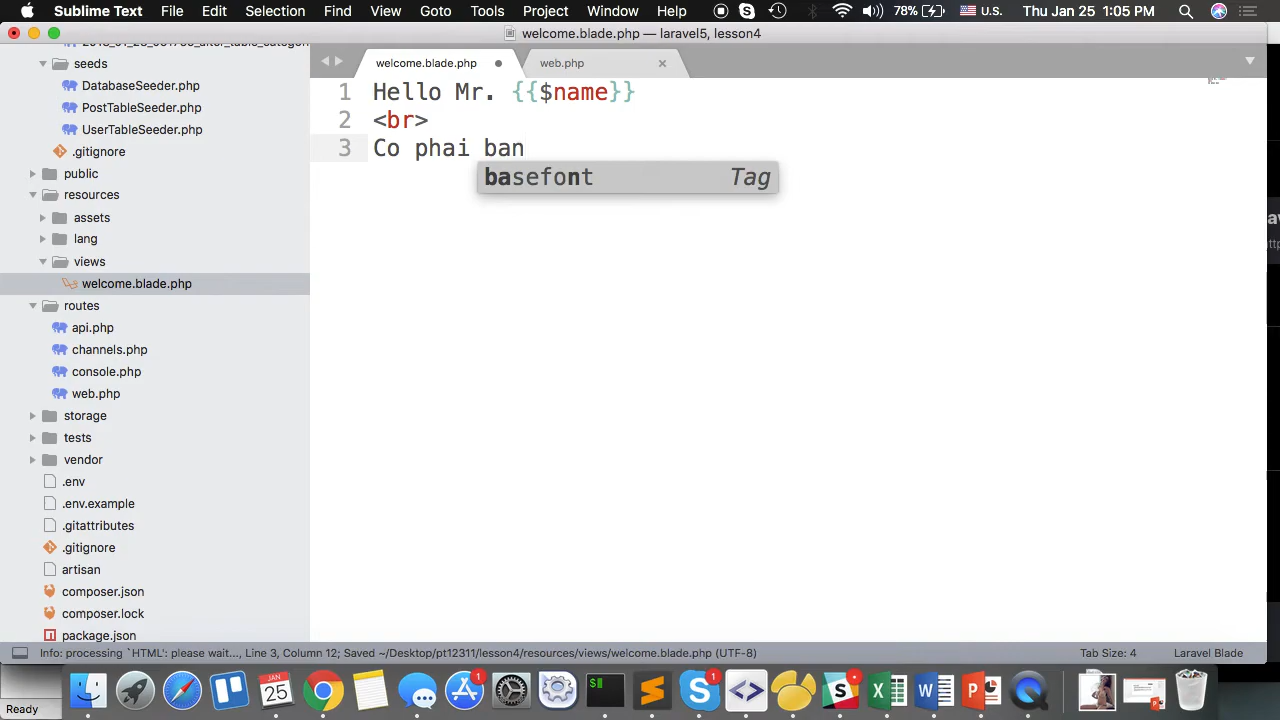 Sublime Text File Edit Selection Find View Goto Tools Project Window Help 78% U.S. Thu Jan 25 1:05 PM
welcome.blade.php — laravel5, lesson4
seeds
DatabaseSeeder.php
PostTableSeeder.php
UserTableSeeder.php
.gitignore
public
resources
assets
lang
views
welcome.blade.php
routes
api.php
channels.php
console.php
web.php
storage
tests
vendor
.env
.env.example
.gitattributes
.gitignore
artisan
composer.json
composer.lock
package.json
welcome.blade.php web.php
1 Hello Mr. {{$name}}
2 <br>
3 Co phai ban
basefont Tag
Info: processing `HTML': please wait..., Line 3, Column 12; Saved ~/Desktop/pt12311/lesson4/resources/views/welcome.blade.php (UTF-8) Tab Size: 4 Laravel Blade
JAN
25
1
$
1
Ready